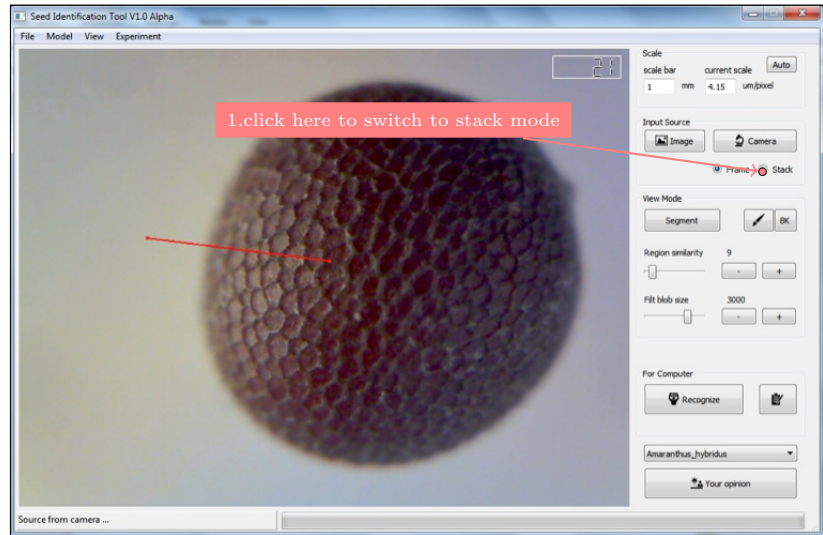 Seed Identification Tool V1.0 Alpha
File Model View Experiment
21
1.click here to switch to stack mode
Scale
scale bar current scale Auto
1 mm 4.15 um/pixel
Input Source
Image Camera
Frame Stack
View Mode
Segment BK
Region similarity 9
- +
Filt blob size 3000
- +
For Computer
Recognize
Amaranthus_hybridus
Your opinion
Source from camera ...